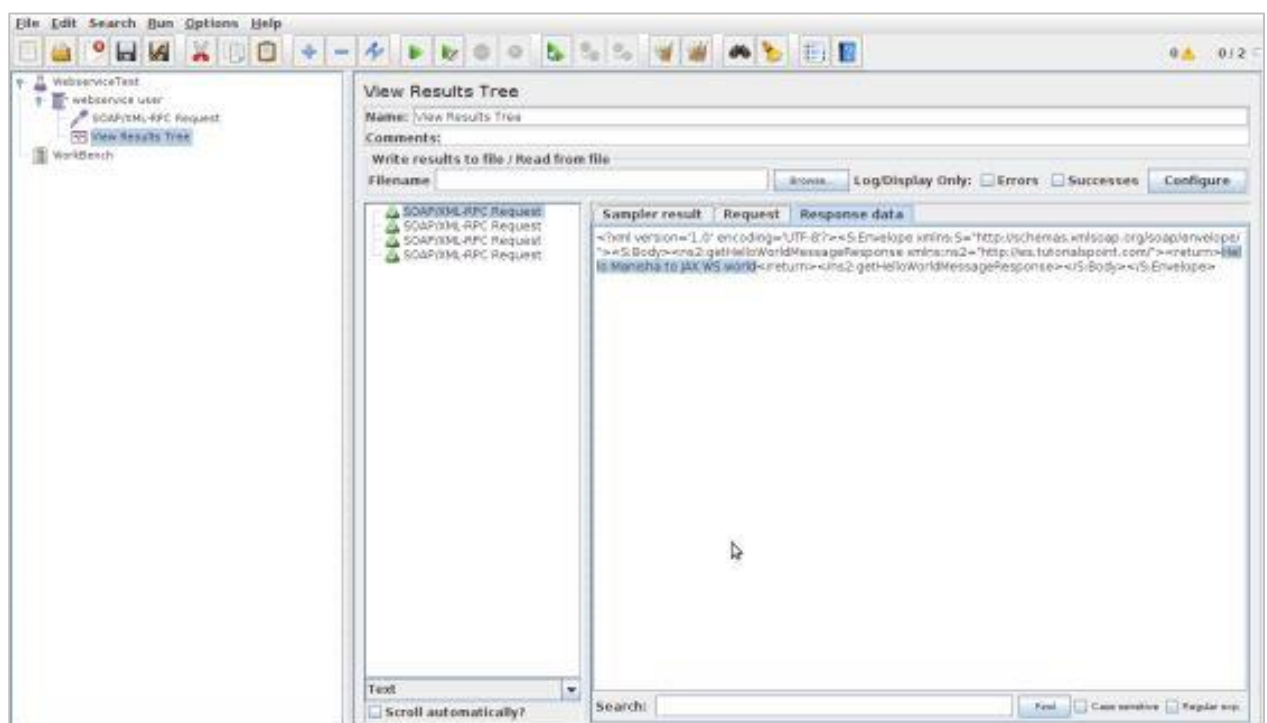 File Edit Search Run Options Help
0 0 / 2
WebserviceTest
webservice user
SOAP/XML-RPC Request
View Results Tree
WorkBench
View Results Tree
Name: View Results Tree
Comments:
Write results to file / Read from file
Filename Browse... Log/Display Only: Errors Successes Configure
SOAP/XML-RPC Request
SOAP/XML-RPC Request
SOAP/XML-RPC Request
SOAP/XML-RPC Request
Sampler result Request Response data
<?xml version='1.0' encoding='UTF-8'?><S:Envelope xmlns:S="http://schemas.xmlsoap.org/soap/envelope/
"><S:Body><ns2:getHelloWorldMessageResponse xmlns:ns2="http://ws.tutorialspoint.com/"><return>Hel
lo Manisha to JAX WS world</return></ns2:getHelloWorldMessageResponse></S:Body></S:Envelope>
Text
Scroll automatically?
Search: Find Case sensitive Regular exp.